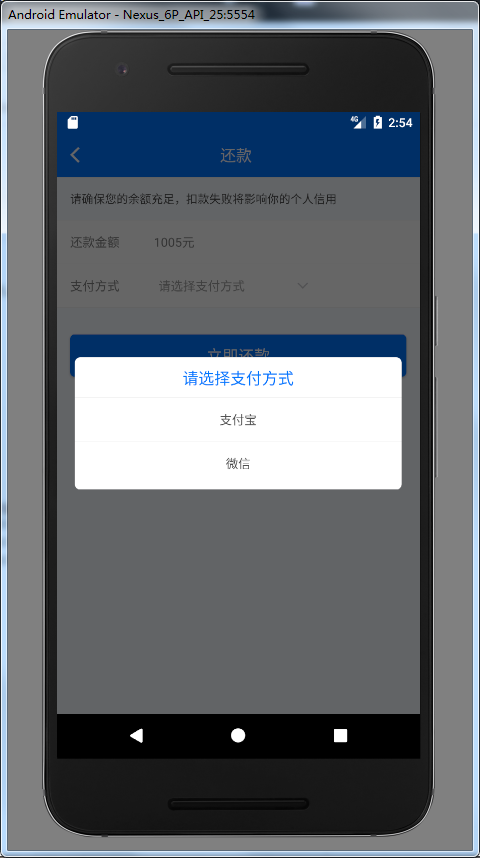 Android Emulator - Nexus_6P_API_25:5554
4G 2:54
还款
请确保您的余额充足，扣款失败将影响你的个人信用
还款金额 1005元
支付方式 请选择支付方式
立即还款
请选择支付方式
支付宝
微信